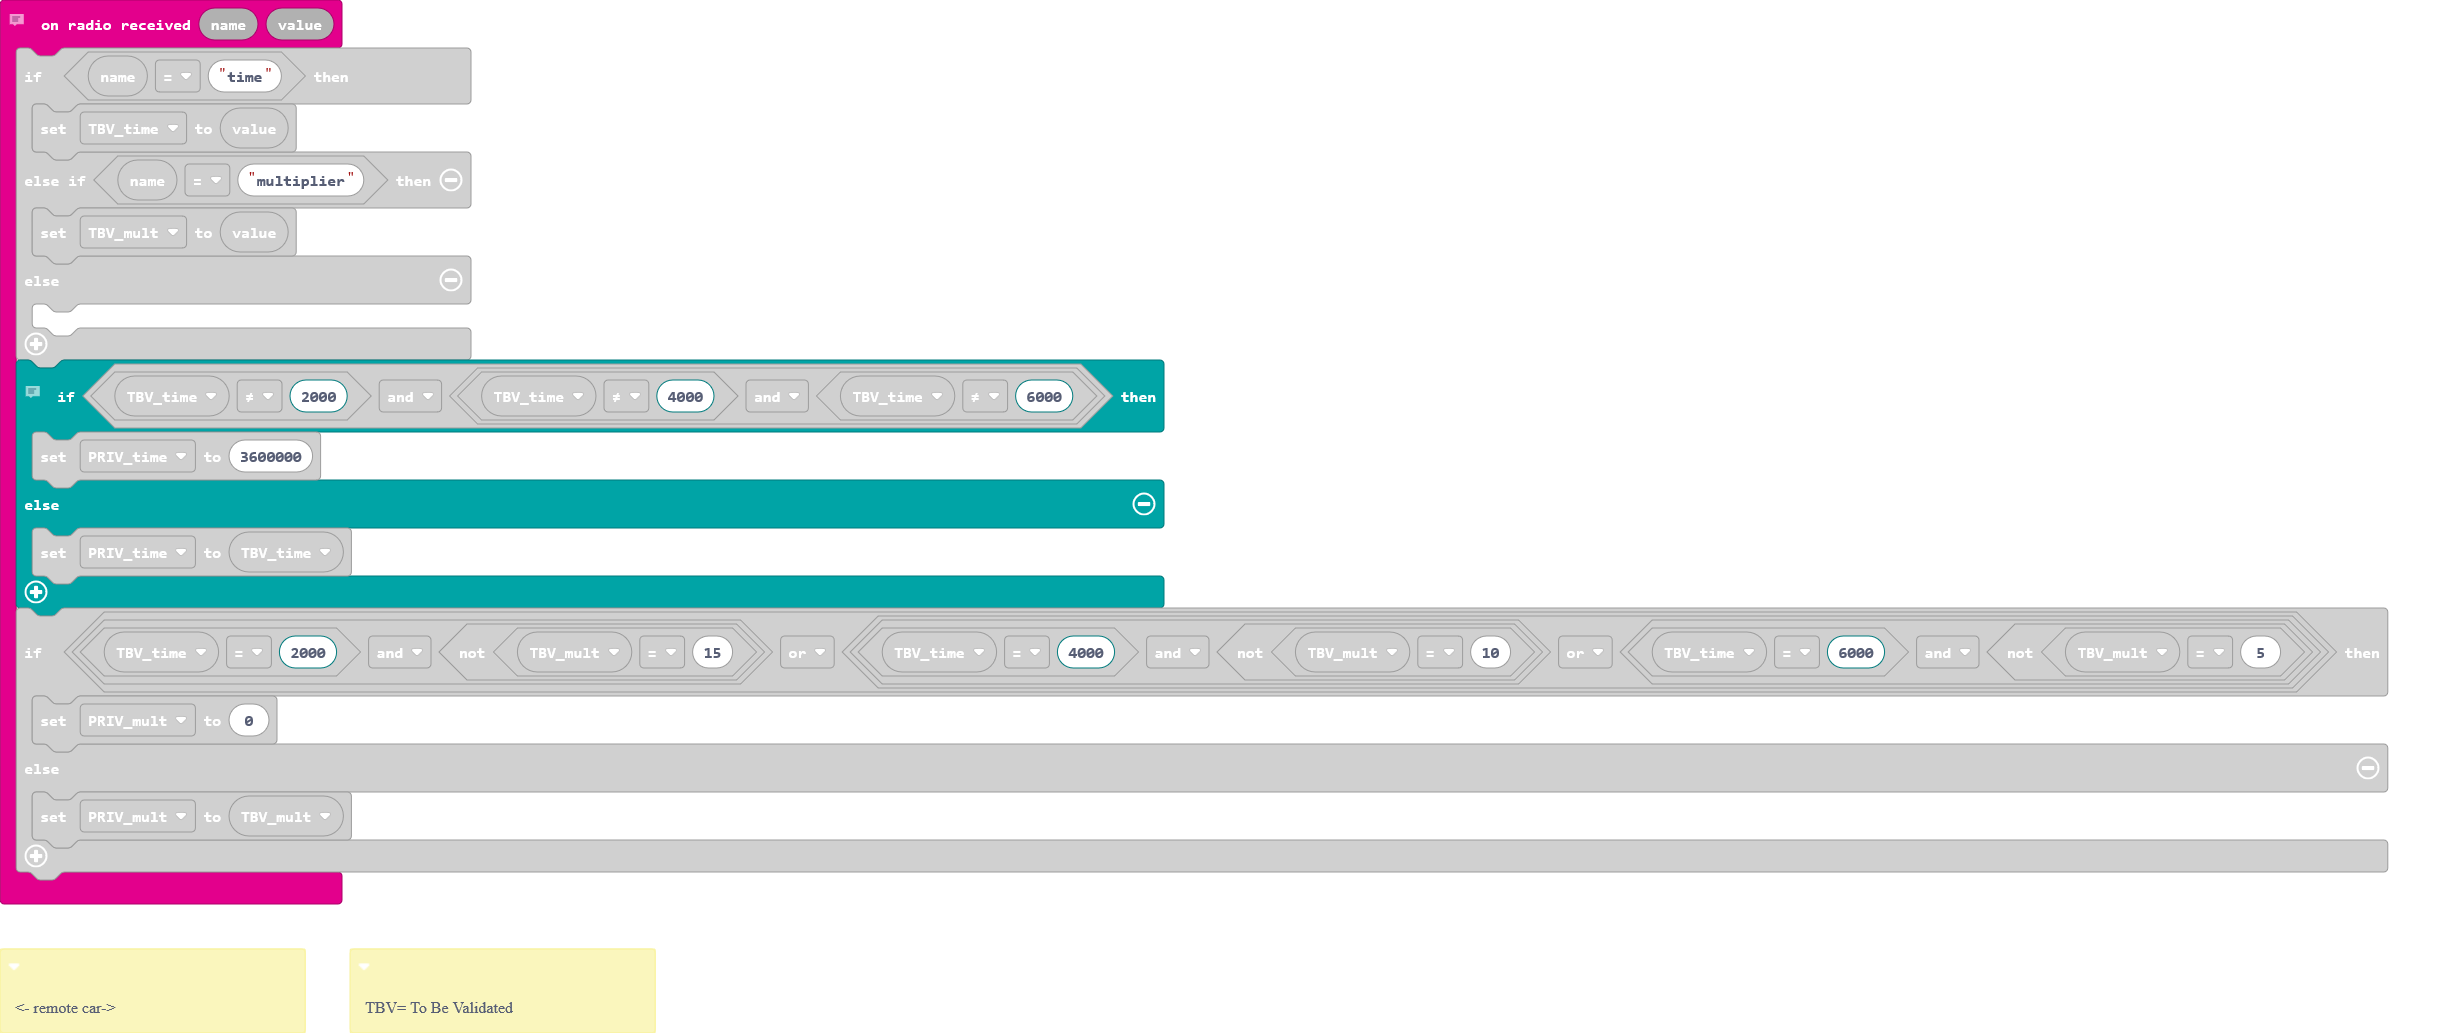 on radio received name value
if name = "time" then
set TBV_time to value
else if name = "multiplier" then
set TBV_mult to value
else
if TBV_time ≠ 2000 and TBV_time ≠ 4000 and TBV_time ≠ 6000 then
set PRIV_time to 3600000
else
set PRIV_time to TBV_time
if TBV_time = 2000 and not TBV_mult = 15 or TBV_time = 4000 and not TBV_mult = 10 or TBV_time = 6000 and not TBV_mult = 5 then
set PRIV_mult to 0
else
set PRIV_mult to TBV_mult
<- remote car-> TBV= To Be Validated